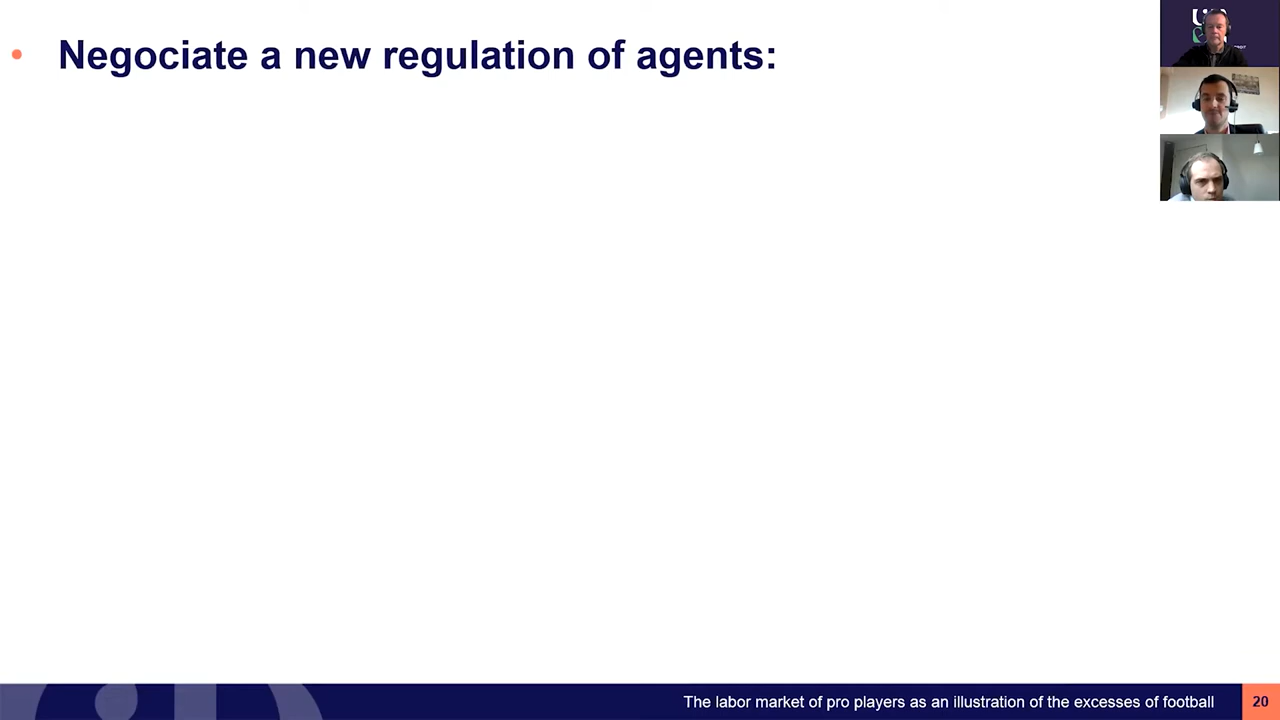 Negociate a new regulation of agents:
The labor market of pro players as an illustration of the excesses of football 20